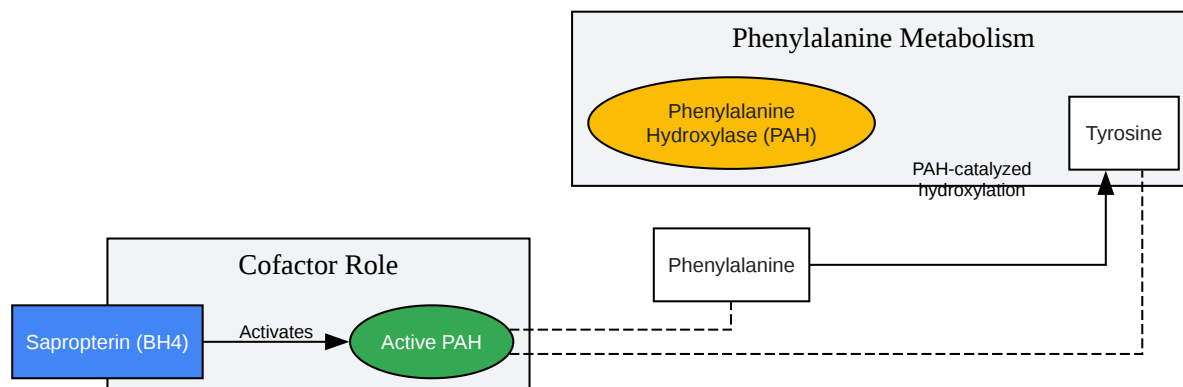 Phenylalanine Metabolism
Phenylalanine
Hydroxylase (PAH)
Tyrosine
PAH-catalyzed
hydroxylation
Cofactor Role
Phenylalanine
Sapropterin (BH4)
Activates
Active PAH